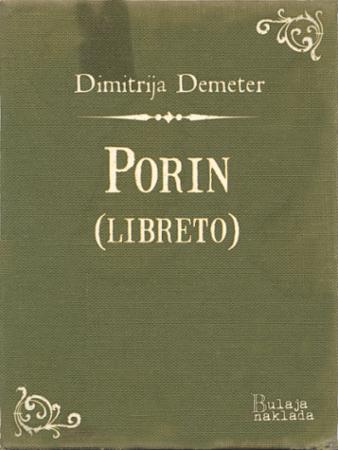 Dimitrija Demeter
PORIN
(LIBRETO)
Bulaja
naklada